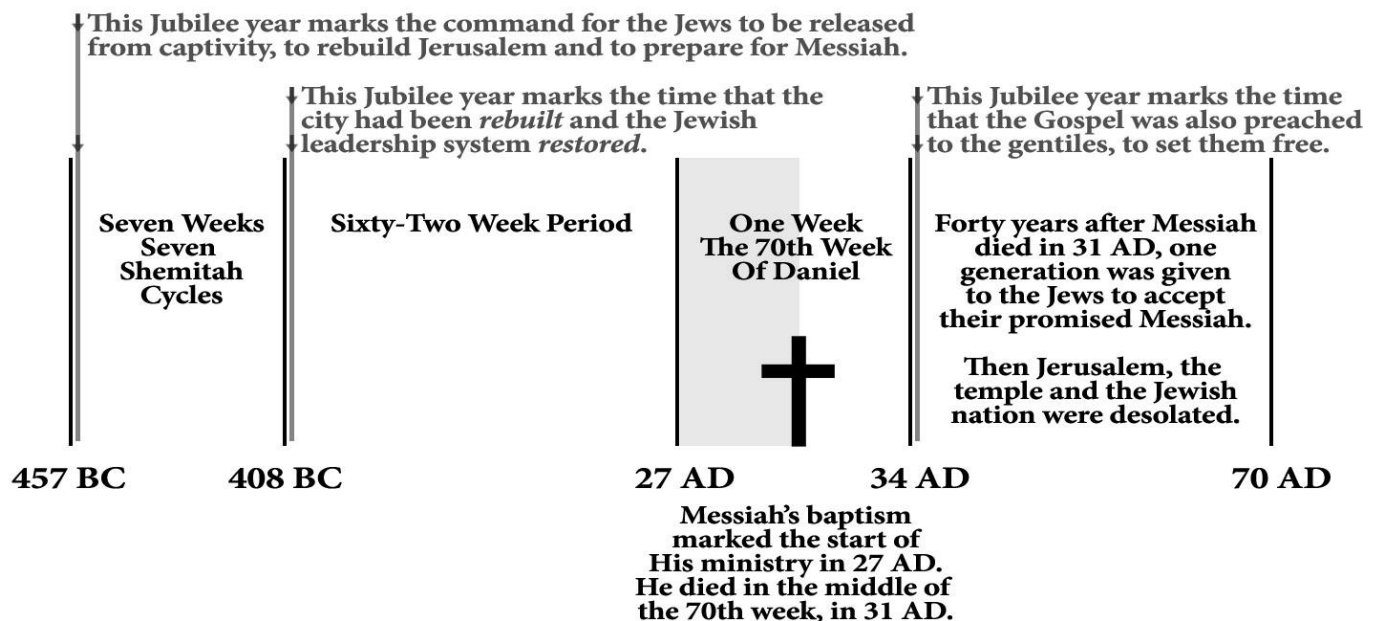 This Jubilee year marks the command for the Jews to be released
from captivity, to rebuild Jerusalem and to prepare for Messiah.
This Jubilee year marks the time that the
city had been rebuilt and the Jewish
leadership system restored.
This Jubilee year marks the time
that the Gospel was also preached
to the gentiles, to set them free.
Seven Weeks
Seven
Shemitah
Cycles
Sixty-Two Week Period
One Week
The 70th Week
Of Daniel
Forty years after Messiah
died in 31 AD, one
generation was given
to the Jews to accept
their promised Messiah.
Then Jerusalem, the
temple and the Jewish
nation were desolated.
457 BC
408 BC
27 AD
34 AD
70 AD
Messiah's baptism
marked the start of
His ministry in 27 AD.
He died in the middle of
the 70th week, in 31 AD.